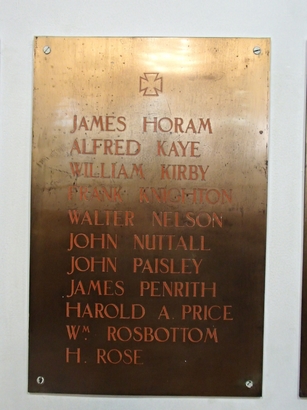 JAMES HORAM
ALFRED KAYE
WILLIAM KIRBY
FRANK KNIGHTON
WALTER NELSON
JOHN NUTTALL
JOHN PAISLEY
JAMES PENRITH
HAROLD A. PRICE
Wᴹ ROSBOTTOM
H. ROSE